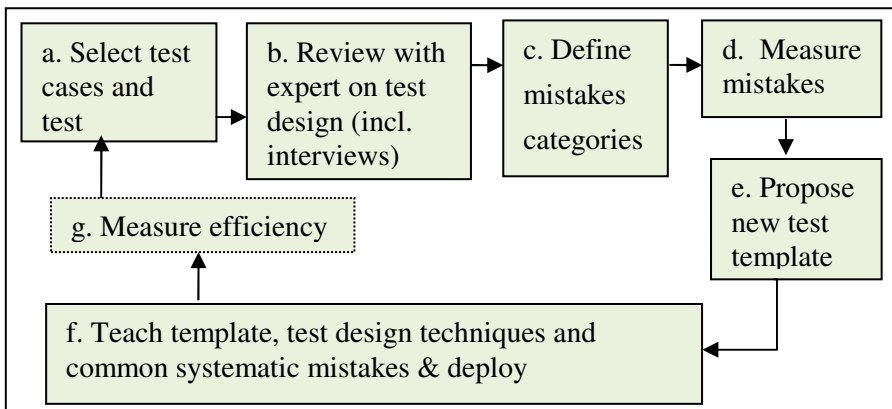 a. Select test
cases and
test
b. Review with
expert on test
design (incl.
interviews)
c. Define
mistakes
categories
d. Measure
mistakes
e. Propose
new test
template
f. Teach template, test design techniques and
common systematic mistakes & deploy
g. Measure efficiency